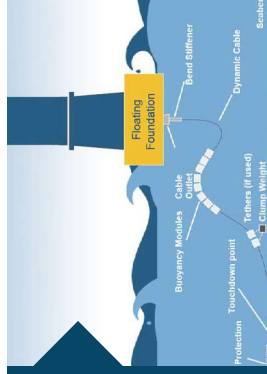 Floating
Foundation
Bend Stiffener
Dynamic Cable
Cable
Outlet
Buoyancy Modules
Tethers (if used)
Clump Weight
Touchdown point
Protection